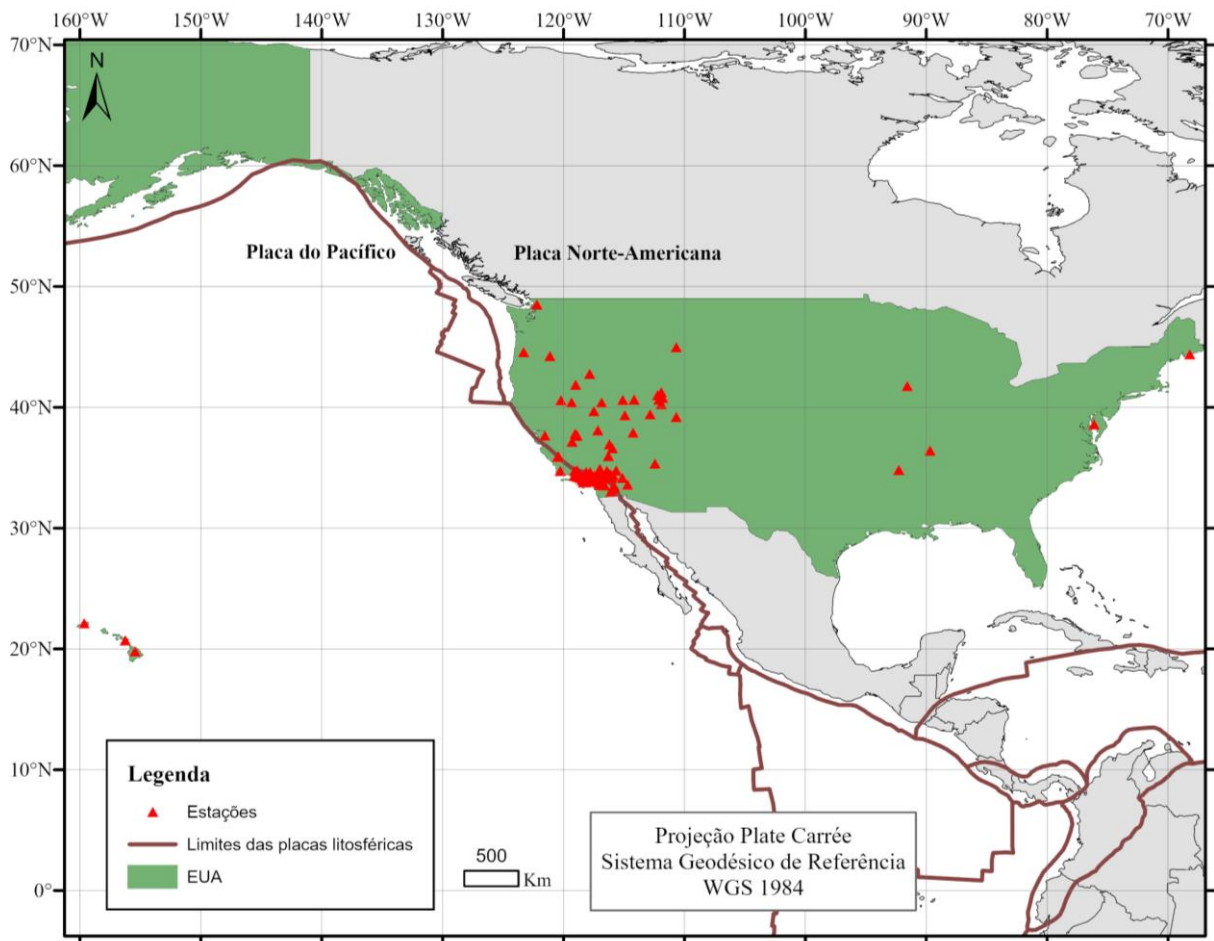 160°W 150°W 140°W 130°W 120°W 110°W 100°W 90°W 80°W 70°W
70°N
N
60°N
Placa do Pacífico Placa Norte-Americana
50°N
40°N
30°N
20°N
10°N
0°
Legenda
Estações
Limites das placas litosféricas
EUA
500
Km
Projeção Plate Carrée
Sistema Geodésico de Referência
WGS 1984